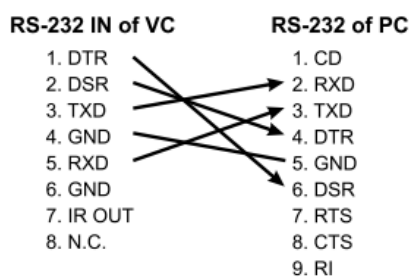 RS-232 IN of VC
1. DTR
2. DSR
3. TXD
4. GND
5. RXD
6. GND
7. IR OUT
8. N.C.
RS-232 of PC
1. CD
2. RXD
3. TXD
4. DTR
5. GND
6. DSR
7. RTS
8. CTS
9. RI